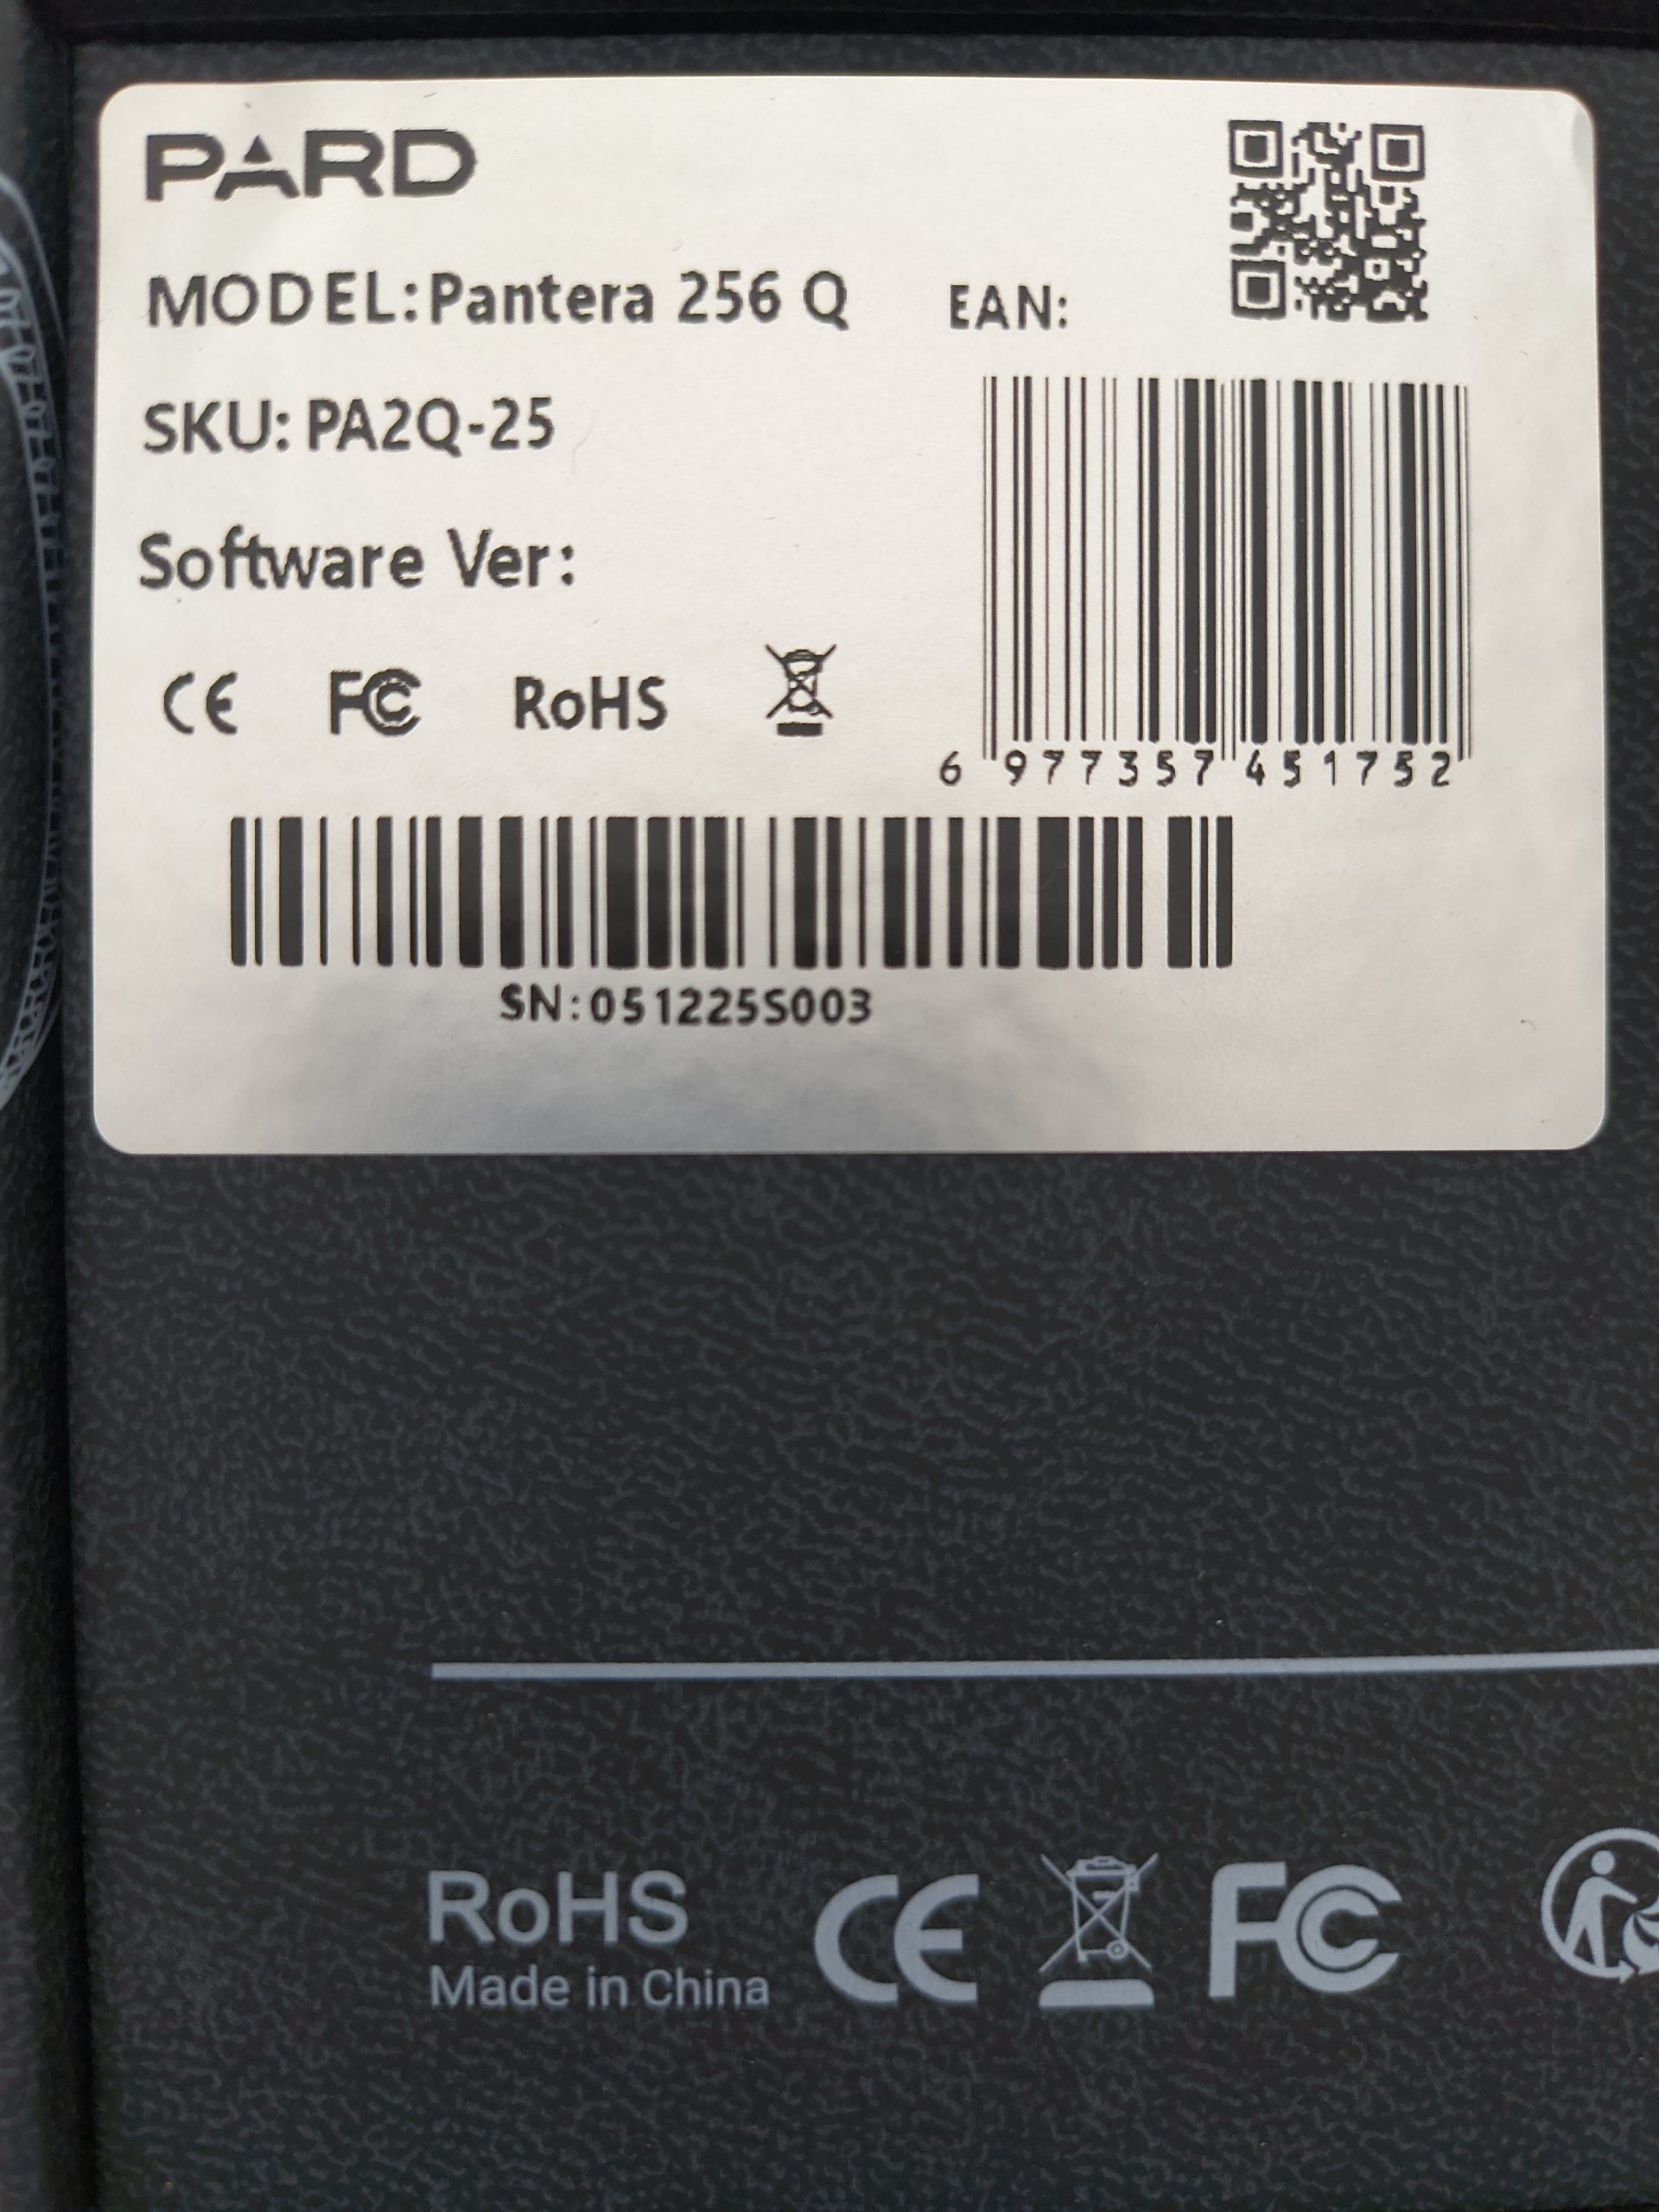 PARD
MODEL:Pantera 256 Q
EAN:
SKU: PA2Q-25
Software Ver:
CE FC RoHS
6 977357 451752
SN:051225S003
RoHS
Made in China
CE FC